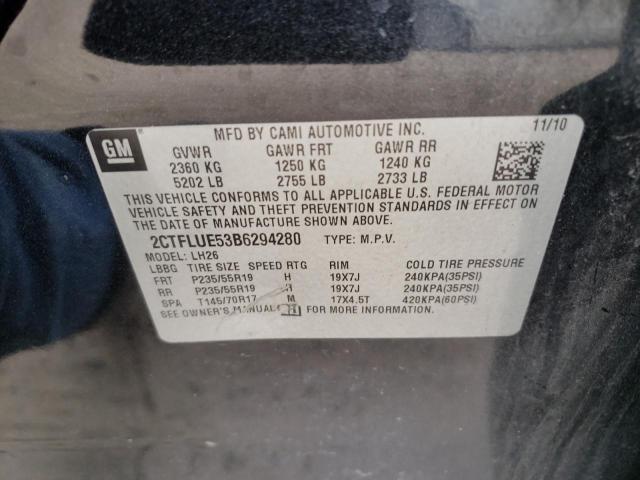 MFD BY CAMI AUTOMOTIVE INC. 11/10
GM
GVWR GAWR FRT GAWR RR
2360 KG 1250 KG 1240 KG
5202 LB 2755 LB 2733 LB
THIS VEHICLE CONFORMS TO ALL APPLICABLE U.S. FEDERAL MOTOR
VEHICLE SAFETY AND THEFT PREVENTION STANDARDS IN EFFECT ON
THE DATE OF MANUFACTURE SHOWN ABOVE.
2CTFLUE53B6294280 TYPE: M.P.V.
MODEL: LH26
LBBG TIRE SIZE SPEED RTG RIM COLD TIRE PRESSURE
FRT P235/55R19 H 19X7J 240KPA(35PSI)
RR P235/55R19 H 19X7J 240KPA(35PSI)
SPA T145/70R17 M 17X4.5T 420KPA(60PSI)
SEE OWNER'S MANUAL FOR MORE INFORMATION.